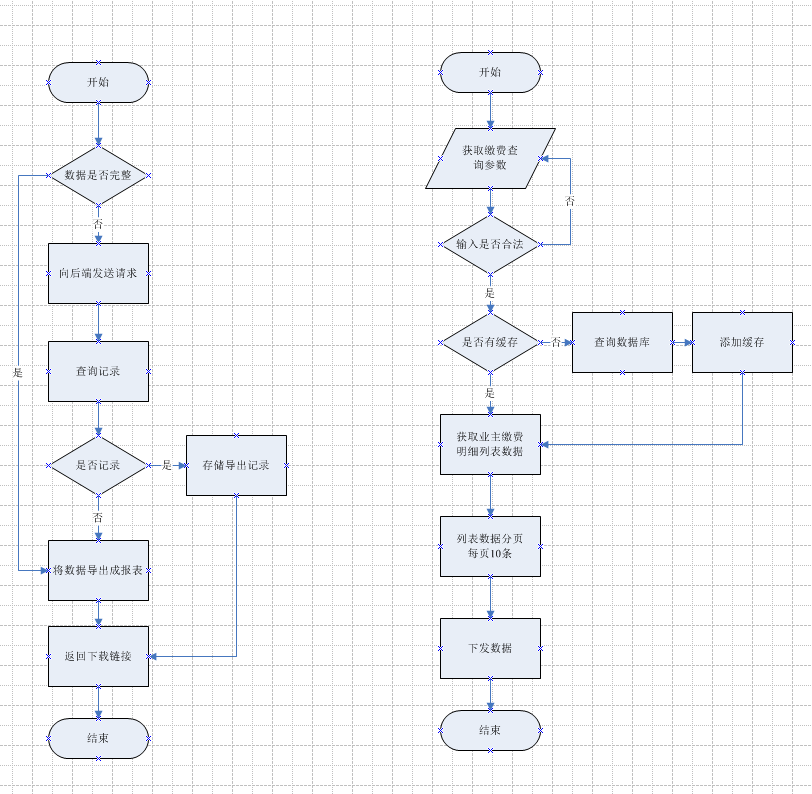 开始
数据是否完整
否
向后端发送请求
查询记录
是
是否记录
是
存储导出记录
否
将数据导出成报表
返回下载链接
结束
开始
获取缴费查
询参数
否
输入是否合法
是
是否有缓存
否
查询数据库
添加缓存
是
获取业主缴费
明细列表数据
列表数据分页
每页10条
下发数据
结束